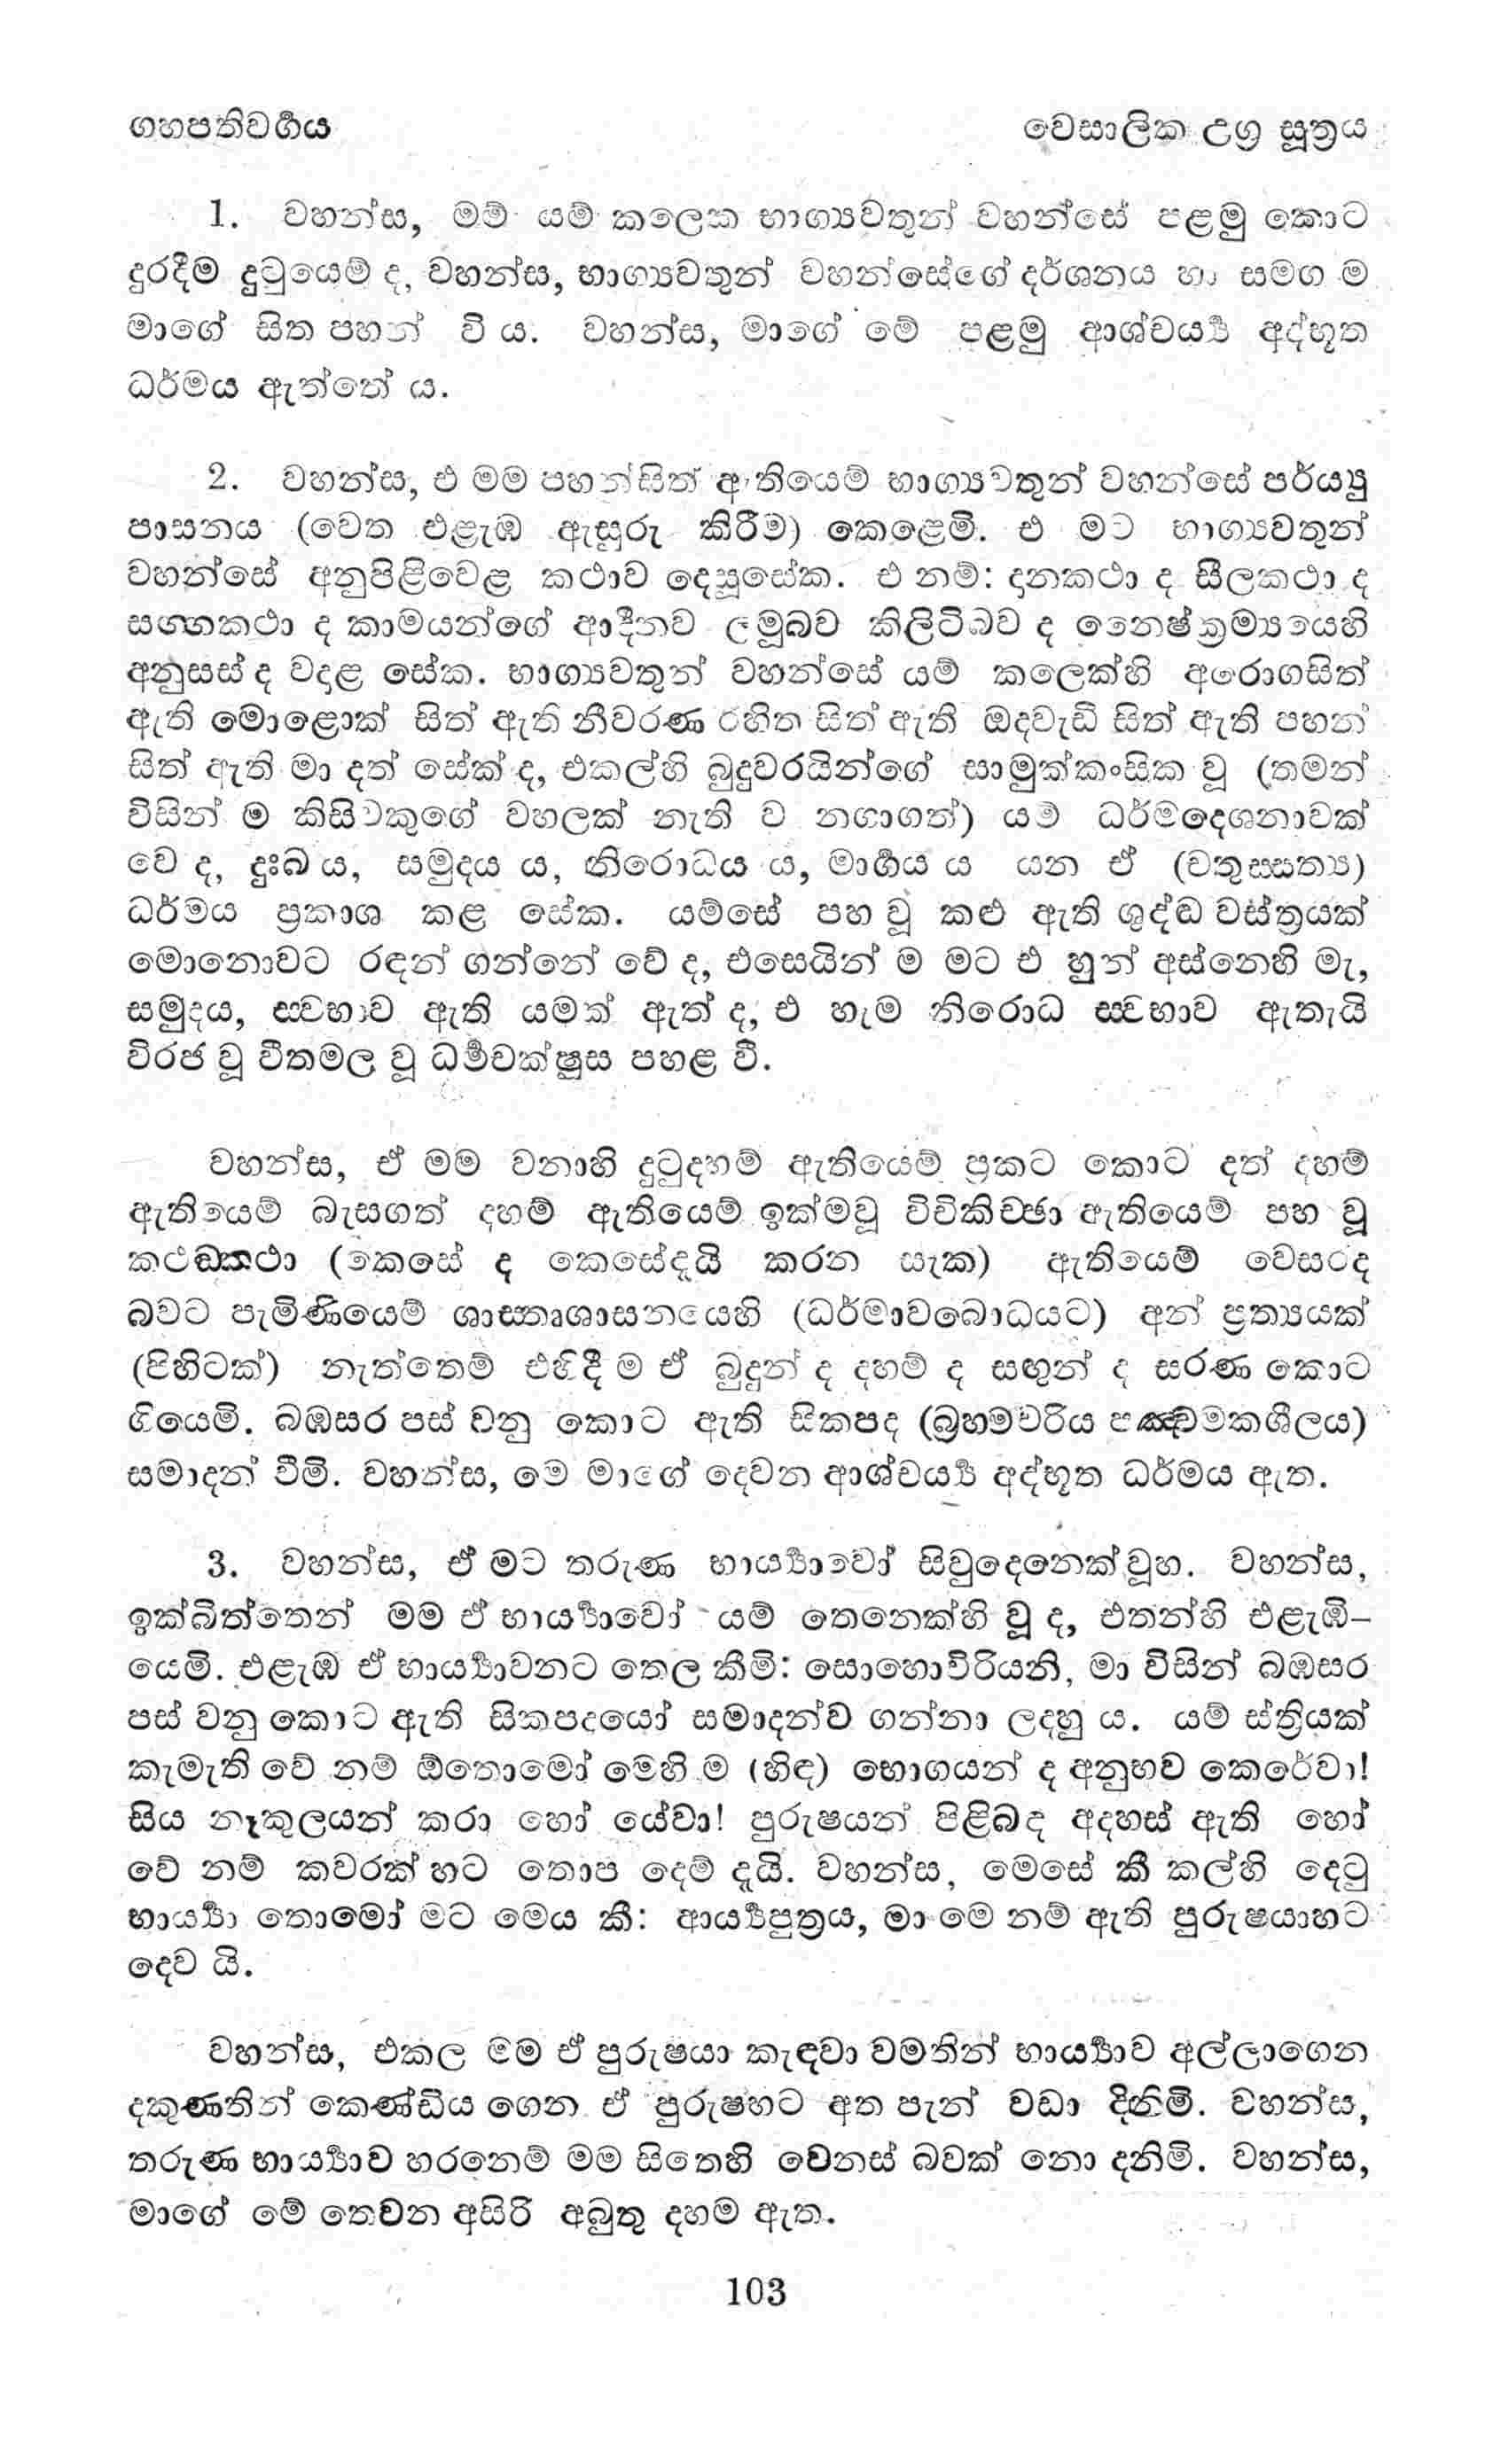 ගහපතිවර්‍ගය
වෙසාලික උග්‍ර සූත්‍රය
1. වහන්ස, මම් යම් කලෙක භාග්‍යවතුන් වහන්සේ පළමු කොට
දුරදීම දුටුයෙම් ද, වහන්ස, භාග්‍යවතුන් වහන්සේගේ දර්ශනය හා සමග ම
මාගේ සිත පහන් වි ය. වහන්ස, මාගේ මේ පළමු ආශ්චර්‍ය්‍ය අද්භූත
ධර්මය ඇත්තේ ය.
2. වහන්ස, ඒ මම පහන්සිත් ඇතියෙම් භාග්‍යවතුන් වහන්සේ පර්ය්‍යු
පාසනය (වෙත එළැඹ ඇසුරු කිරීම) කෙළෙමි. ඒ මට භාග්‍යවතුන්
වහන්සේ අනුපිළිවෙළ කථාව දෙසූසේක. ඒ නම්: දානකථා ද සීලකථා ද
සග්ගකථා ද කාමයන්ගේ ආදීනව ලමුබව කිලිටිබව ද නෛෂ්ක්‍රම්‍යයෙහි
අනුසස් ද වදාළ සේක. භාග්‍යවතුන් වහන්සේ යම් කලෙක්හි අරොගසිත්
ඇති මොළොක් සිත් ඇති නීවරණ රහිත සිත් ඇති ඔදවැඩි සිත් ඇති පහන්
සිත් ඇති මා දත් සේක් ද, එකල්හි බුදුවරයින්ගේ සාමුක්කංසික වූ (තමන්
විසින් ම කිසිවකුගේ වහලක් නැති ව නගාගත්) යම් ධර්මදෙශනාවක්
වෙ ද, දුඃඛ ය, සමුදය ය, නිරොධය ය, මාර්‍ගය ය යන ඒ (චතුස්සත්‍ය)
ධර්මය ප්‍රකාශ කළ සේක. යම්සේ පහ වූ කළු ඇති ශුද්ධ වස්ත්‍රයක්
මොනොවට රඳන් ගන්නේ වේ ද, එසෙයින් ම මට ඒ හුන් අස්නෙහි මැ,
සමුදය, ස්වභාව ඇති යමක් ඇත් ද, ඒ හැම නිරොධ ස්වභාව ඇතැයි
විරජ වූ වීතමල වූ ධර්‍මචක්ෂුස පහළ වී.
වහන්ස, ඒ මම වනාහි දුටුදහම් ඇතියෙම් ප්‍රකට කොට දත් දහම්
ඇතියෙම් බැසගත් දහම් ඇතියෙම් ඉක්මවූ විචිකිච්ඡා ඇතියෙම් පහ වූ
කථඞ්කථා (කෙසේ ද කෙසේදැයි කරන සැක) ඇතියෙම් වෙසරද
බවට පැමිණියෙම් ශාස්තෘශාසනයෙහි (ධර්මාවබොධයට) අන් ප්‍රත්‍යයක්
(පිහිටක්) නැත්තෙම් එහිදී ම ඒ බුදුන් ද දහම් ද සඟුන් ද සරණ කොට
ගියෙමි. බඹසර පස් වනු කොට ඇති සිකපද (බ්‍රහ්මචරිය පඤ්චමකශීලය)
සමාදන් වීමි. වහන්ස, මෙ මාගේ දෙවන ආශ්චර්‍ය්‍ය අද්භූත ධර්මය ඇත.
3. වහන්ස, ඒ මට තරුණ භාර්‍ය්‍යාවෝ සිවුදෙනෙක් වූහ. වහන්ස,
ඉක්බිත්තෙන් මම ඒ භාර්‍ය්‍යාවෝ යම් තෙනෙක්හි වූ ද, එතන්හි එළැඹි–
යෙමි. එළැඹ ඒ භාර්‍ය්‍යාවනට තෙල කීමි: සොහොවිරියනි, මා විසින් බඹසර
පස් වනු කොට ඇති සිකපදයෝ සමාදන්ව ගන්නා ලදහු ය. යම් ස්ත්‍රියක්
කැමැති වේ නම් ඕතොමෝ මෙහි ම (හිඳ) භොගයන් ද අනුභව කෙරේවා!
සිය නෑකුලයන් කරා හෝ යේවා! පුරුෂයන් පිළිබද අදහස් ඇති හෝ
වේ නම් කවරක් හට තොප දෙම් දැයි. වහන්ස, මෙසේ කී කල්හි දෙටු
භාර්‍ය්‍යා තොමෝ මට මෙය කී: ආර්‍ය්‍යපුත්‍රය, මා මෙ නම් ඇති පුරුෂයාහට
දෙව යි.
වහන්ස, එකල මම ඒ පුරුෂයා කැඳවා වමතින් භාර්‍ය්‍යාව අල්ලාගෙන
දකුණතින් කෙණ්ඩිය ගෙන ඒ පුරුෂහට අත පැන් වඩා දිනිමි. වහන්ස,
තරුණ භාර්‍ය්‍යාව හරනෙම් මම සිතෙහි වෙනස් බවක් නො දනිමි. වහන්ස,
මාගේ මේ තෙවන අසිරි අබුතු දහම ඇත.
103